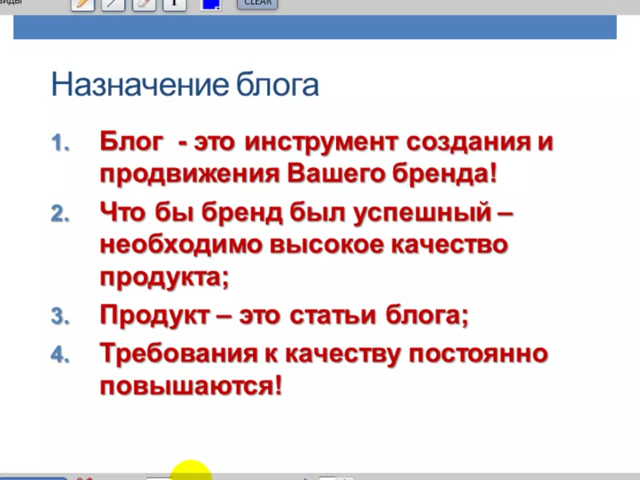 CLEAR
Назначение блога
1. Блог - это инструмент создания и
продвижения Вашего бренда!
2. Что бы бренд был успешный –
необходимо высокое качество
продукта;
3. Продукт – это статьи блога;
4. Требования к качеству постоянно
повышаются!